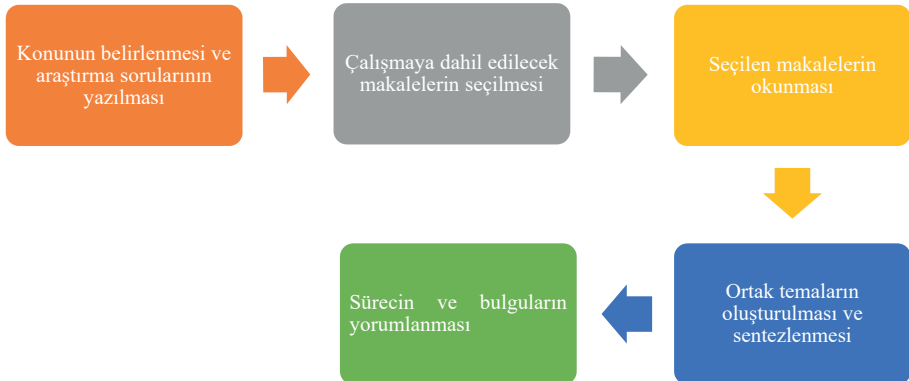 Konunun belirlenmesi ve
araştırma sorularının
yazılması
Çalışmaya dahil edilecek
makalelerin seçilmesi
Seçilen makalelerin
okunması
Ortak temaların
oluşturulması ve
sentezlenmesi
Sürecin ve bulguların
yorumlanması